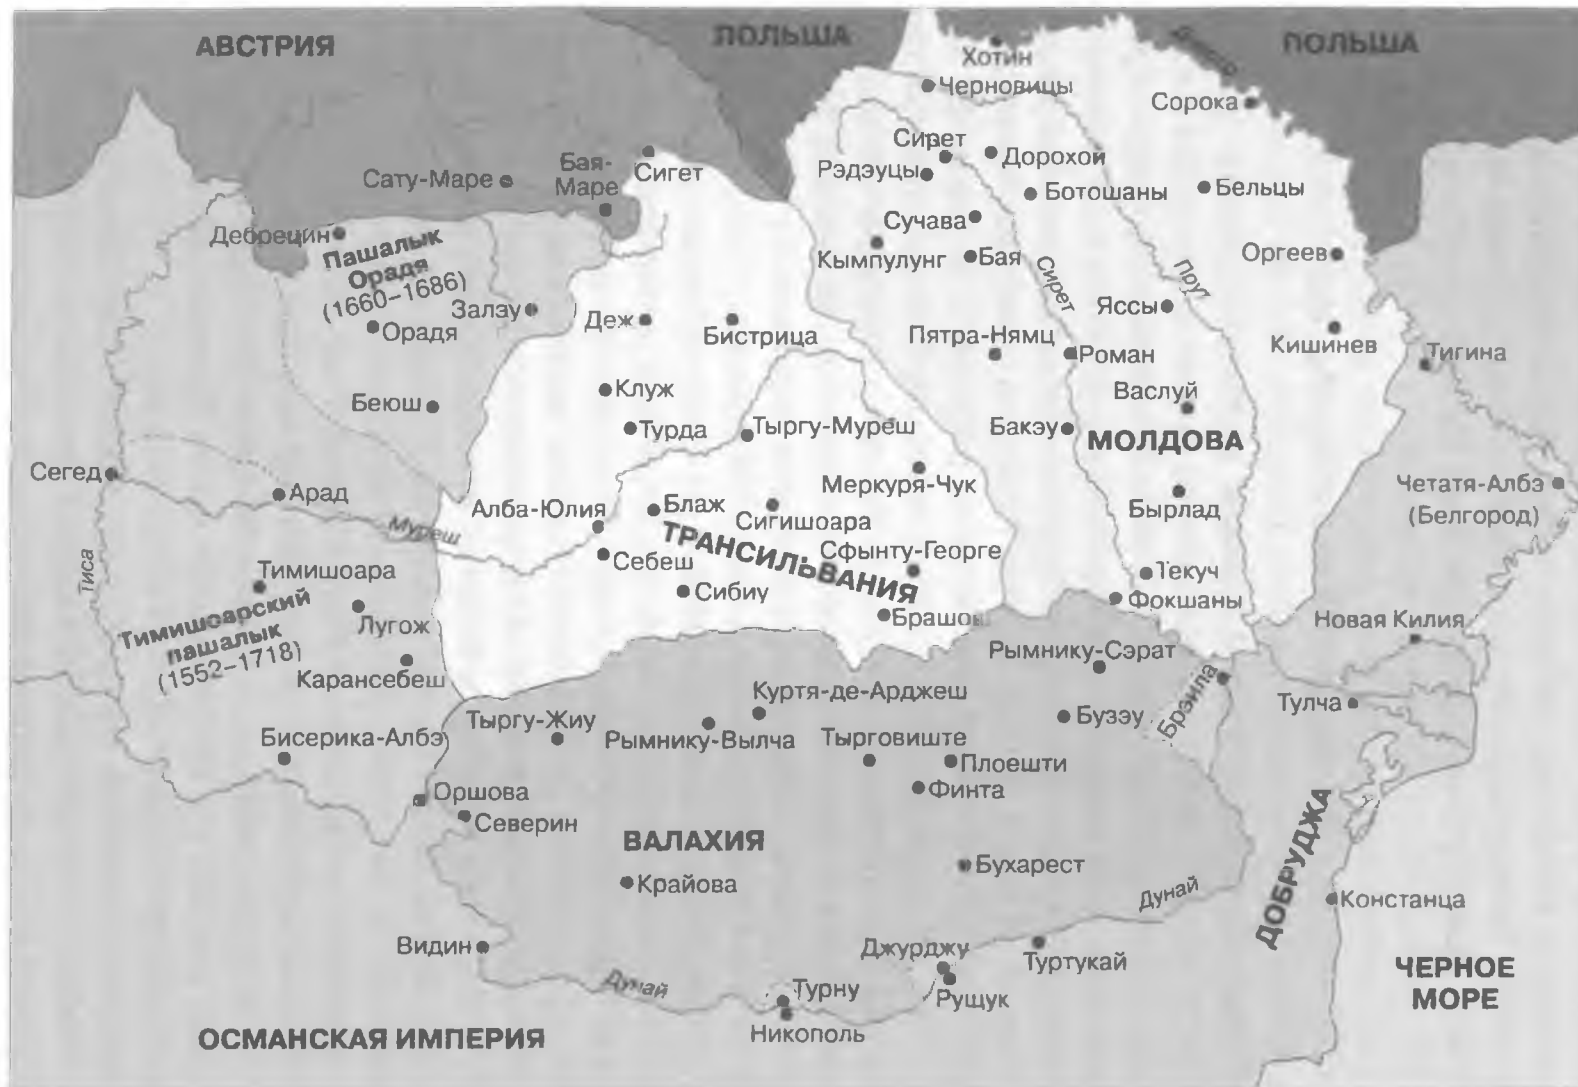 АВСТРИЯ
ПОЛЬША
ПОЛЬША
Хотин
Черновицы
Сорока
Сирет
Дорохои
Рэдэуцы
Ботошаны
Бельцы
Сату-Маре
Бая-
Маре
Сигет
Сучава
Кымпулунг
Бая
Оргеев
Дебрецин
Пашалык
Орадя
(1660–1686)
Залэу
Орадя
Деж
Бистрица
Сирет
Прут
Яссы
Пятра-Нямц
Роман
Кишинев
Тигина
Беюш
Клуж
Турда
Тыргу-Муреш
Васлуй
Бакэу
МОЛДОВА
Сегед
Арад
Муреш
Меркуря-Чук
Четатя-Албэ
(Белгород)
Алба-Юлия
Блаж
Сигишоара
Бырлад
ТРАНСИЛЬВАНИЯ
Сфынту-Георге
Себеш
Сибиу
Тиса
Тимишоара
Тимишоарский
пашалык
(1552–1718)
Лугож
Карансебеш
Текуч
Фокшаны
Брашов
Новая Килия
Рымнику-Сэрат
Брэила
Тулча
Куртя-де-Арджеш
Тыргу-Жиу
Рымнику-Вылча
Бузэу
Тырговиште
Плоешти
Финта
Бисерика-Албэ
Оршова
Северин
ВАЛАХИЯ
ДОБРУДЖА
Бухарест
Крайова
Дунай
Констанца
Видин
Джурджу
Туртукай
ЧЕРНОЕ
МОРЕ
Дунай
Турну
Рущук
Никополь
ОСМАНСКАЯ ИМПЕРИЯ